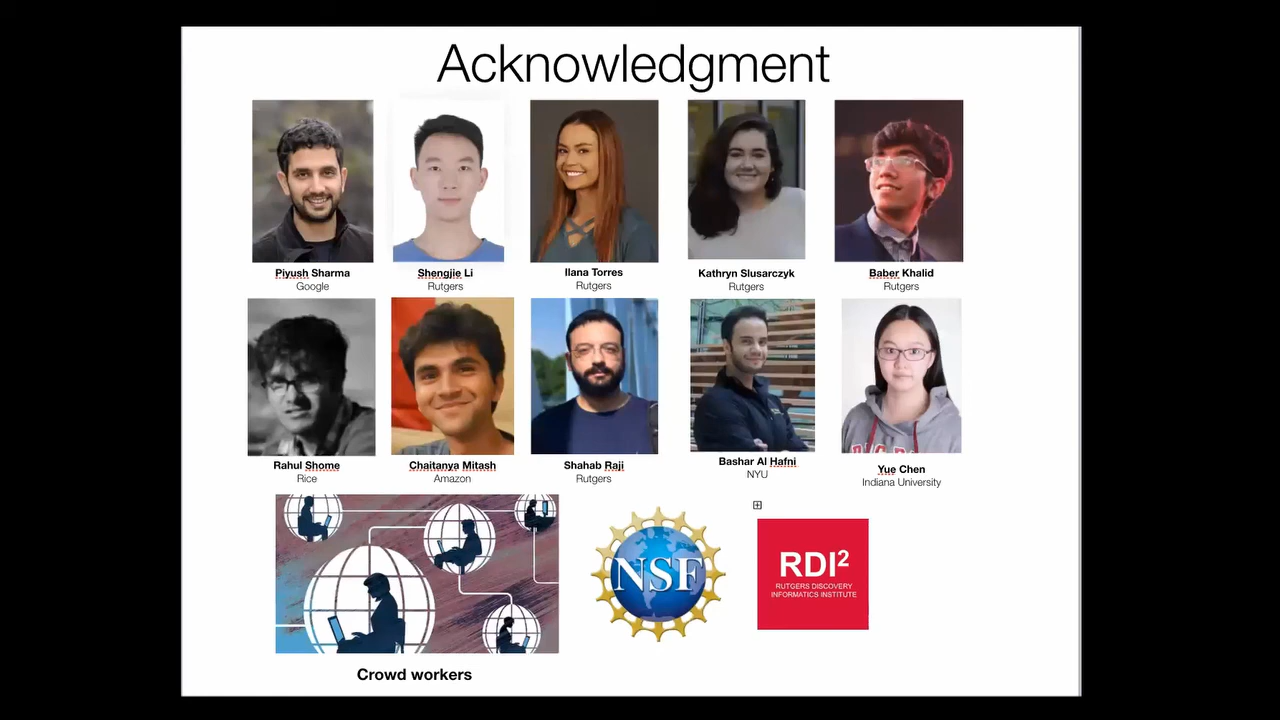 Acknowledgment
Piyush Sharma
Google
Shengjie Li
Rutgers
Ilana Torres
Rutgers
Kathryn Slusarczyk
Rutgers
Baber Khalid
Rutgers
Rahul Shome
Rice
Chaitanya Mitash
Amazon
Shahab Raji
Rutgers
Bashar Al Hafni
NYU
Yue Chen
Indiana University
NSF
RDI²
RUTGERS DISCOVERY
INFORMATICS INSTITUTE
Crowd workers